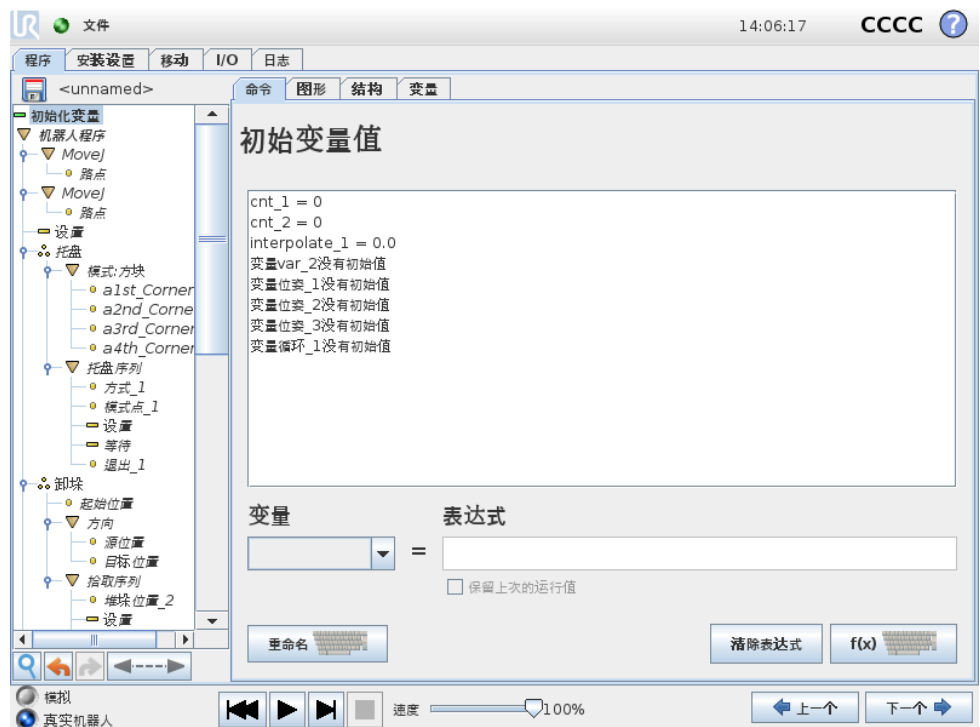 UR 文件 14:06:17 CCCC ?
程序 安装设置 移动 I/O 日志
<unnamed> 命令 图形 结构 变量
初始化变量
机器人程序
MoveJ
路点
MoveJ
路点
设置
托盘
模式:方块
a1st_Corner
a2nd_Corne
a3rd_Corner
a4th_Corner
托盘序列
方式_1
模式点_1
设置
等待
退出_1
卸垛
起始位置
方向
源位置
目标位置
拾取序列
堆垛位置_2
设置
初始变量值
cnt_1 = 0
cnt_2 = 0
interpolate_1 = 0.0
变量var_2没有初始值
变量位姿_1没有初始值
变量位姿_2没有初始值
变量位姿_3没有初始值
变量循环_1没有初始值
变量 表达式
=
保留上次的运行值
重命名 清除表达式 f(x)
模拟
真实机器人
速度 100% 上一个 下一个